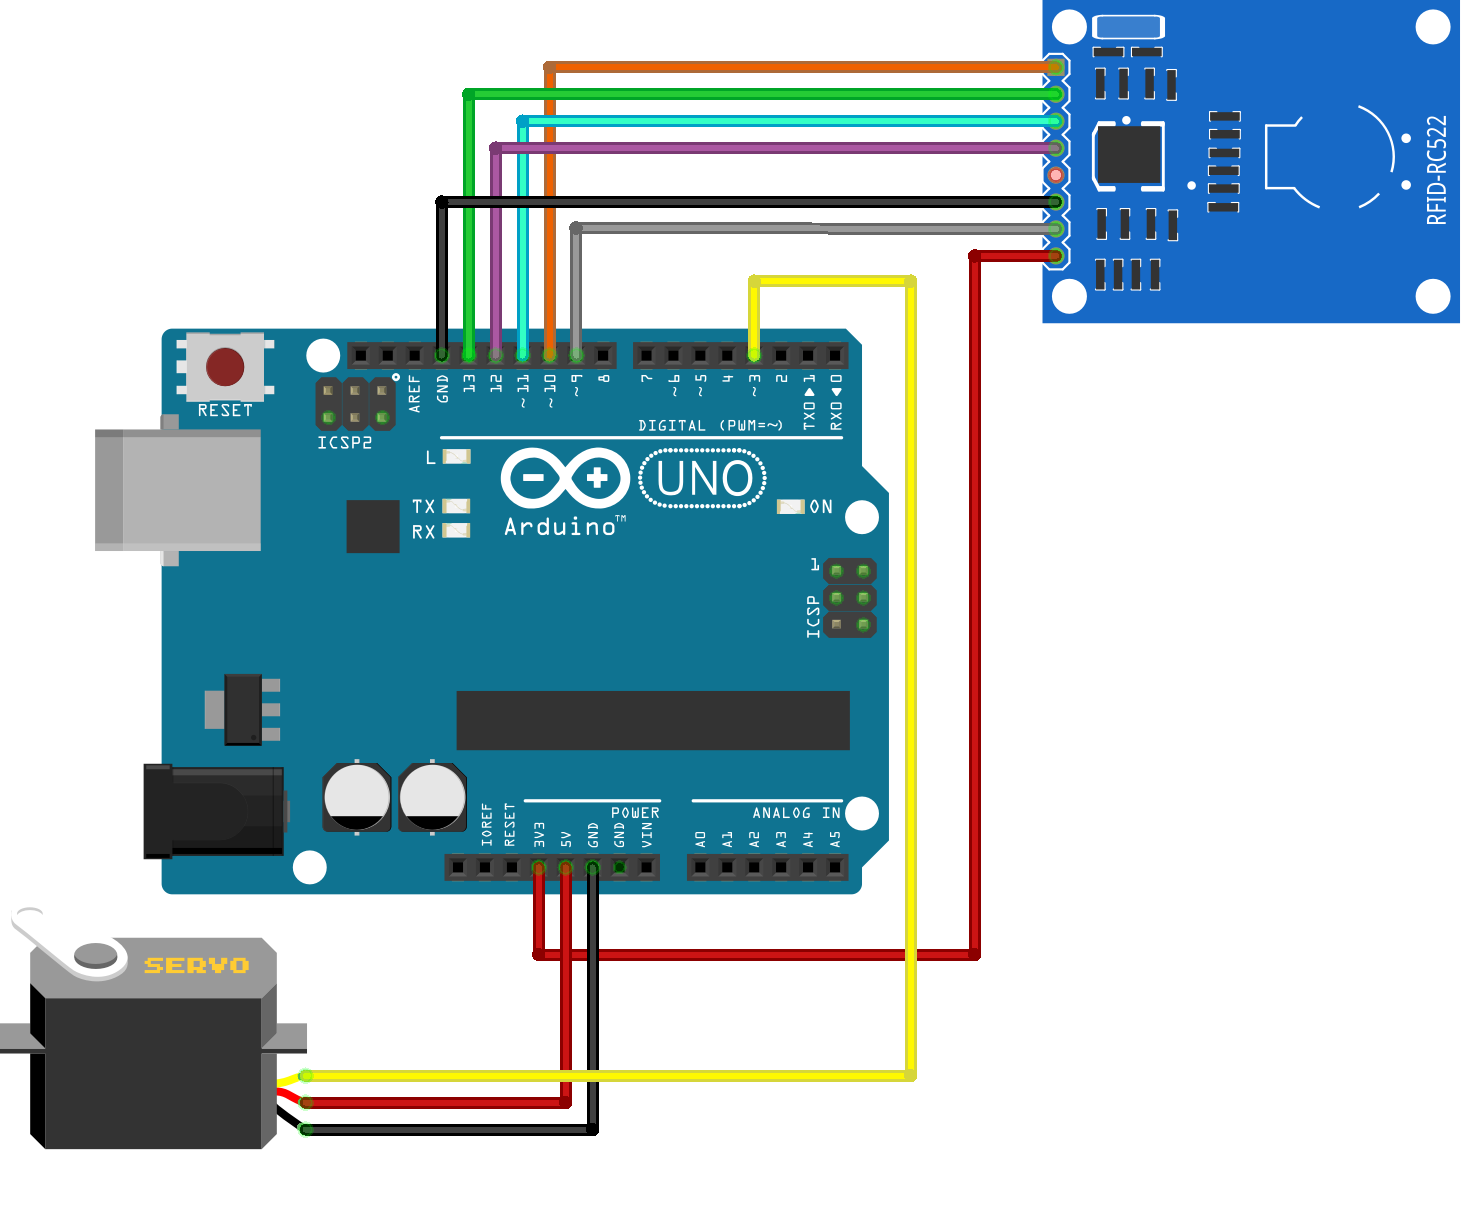 RFID-RC522
RESET
ICSP2
AREF
GND
13
12
~11
~10
~9
8
7
~6
~5
4
~3
2
TX0▶1
RX0◀0
DIGITAL (PWM=~)
L
TX
RX
Arduino™
UNO
ON
1
ICSP
IOREF
RESET
3V3
5V
GND
GND
VIN
POWER
ANALOG IN
A0
A1
A2
A3
A4
A5
SERVO